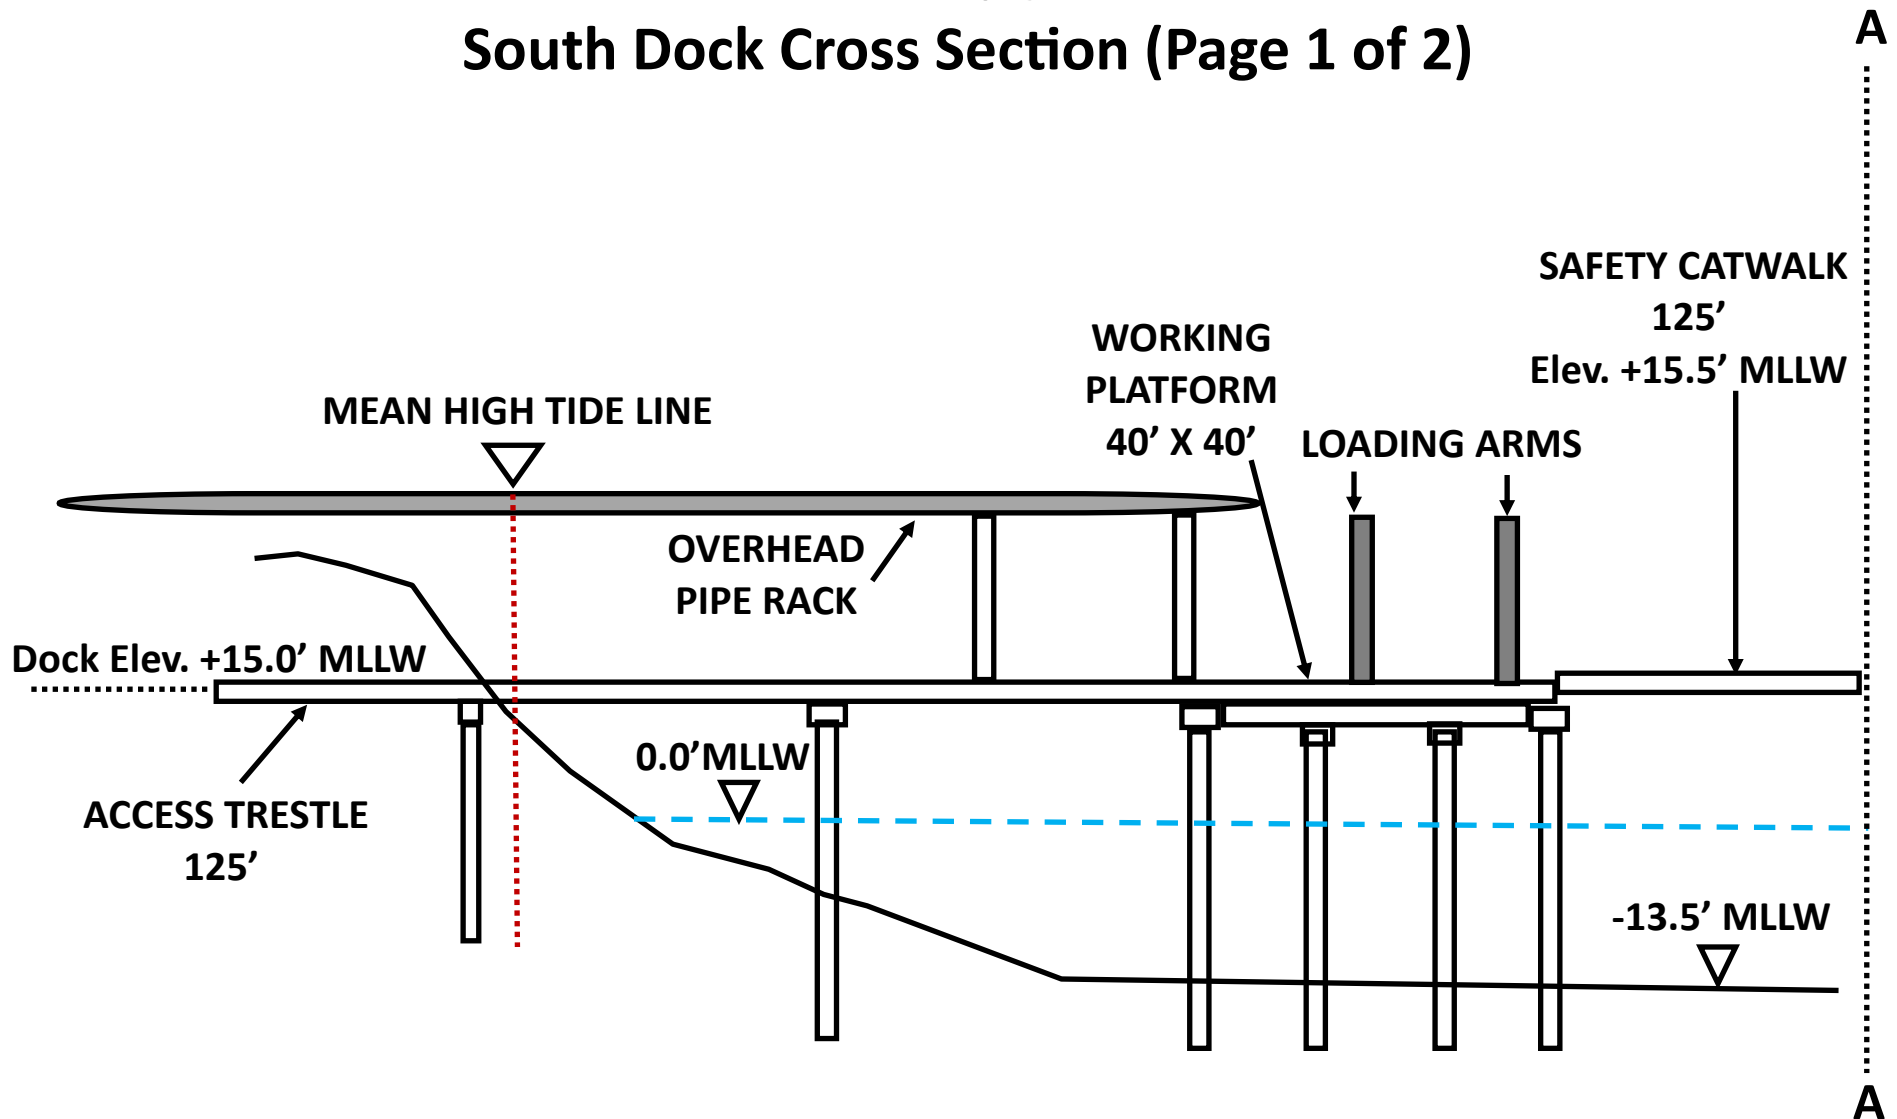 South Dock Cross Section (Page 1 of 2)
A
SAFETY CATWALK
125’
Elev. +15.5’ MLLW
WORKING
PLATFORM
40’ X 40’
LOADING ARMS
MEAN HIGH TIDE LINE
OVERHEAD
PIPE RACK
Dock Elev. +15.0’ MLLW
0.0’MLLW
ACCESS TRESTLE
125’
-13.5’ MLLW
A